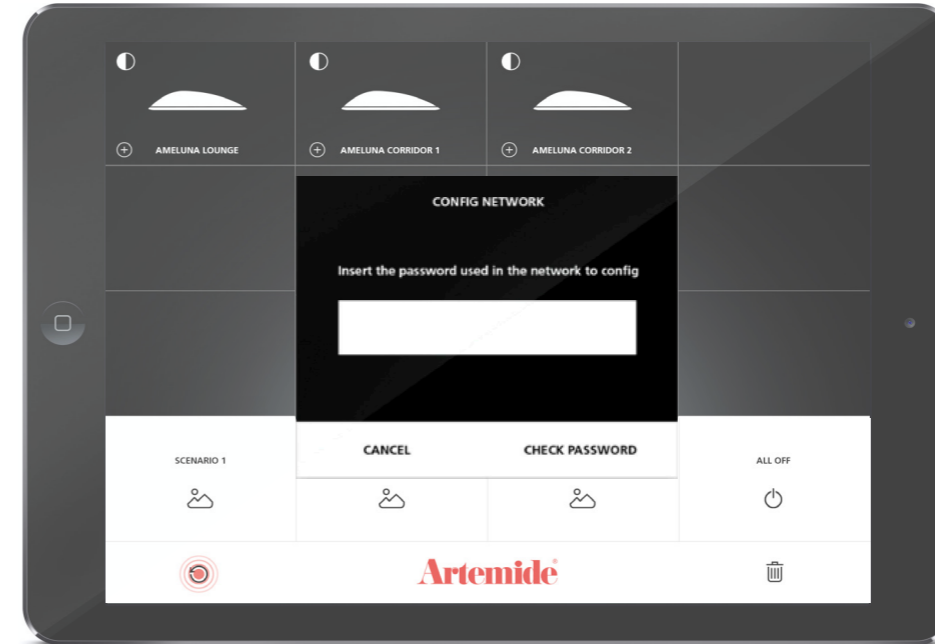 AMELUNA LOUNGE
AMELUNA CORRIDOR 1
AMELUNA CORRIDOR 2
CONFIG NETWORK
Insert the password used in the network to config
CANCEL
CHECK PASSWORD
SCENARIO 1
ALL OFF
Artemide®